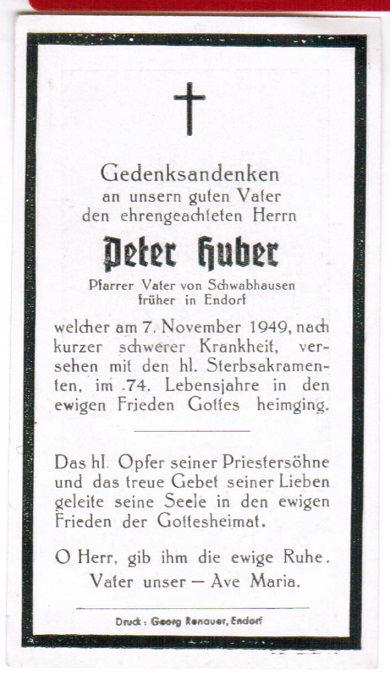 Gedenksandenken
an unsern guten Vater
den ehrengeachteten Herrn
Peter Huber
Pfarrer Vater von Schwabhausen
früher in Endorf
welcher am 7. November 1949, nach
kurzer schwerer Krankheit, ver-
sehen mit den hl. Sterbsakramen-
ten, im 74. Lebensjahre in den
ewigen Frieden Gottes heimging.
Das hl. Opfer seiner Priestersöhne
und das treue Gebet seiner Lieben
geleite seine Seele in den ewigen
Frieden der Gottesheimat.
O Herr, gib ihm die ewige Ruhe.
Vater unser — Ave Maria.
Druck: Georg Renauer, Endorf